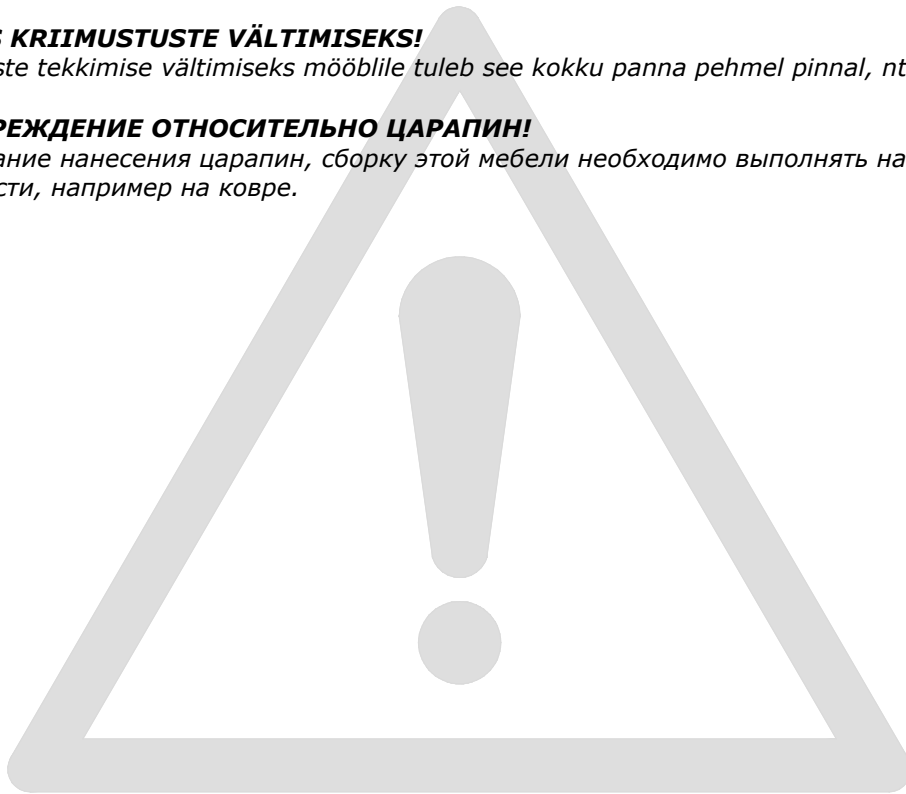 KRIIMUSTUSTE VÄLTIMISEKS!
tekkimise vältimiseks mööblile tuleb see kokku panna pehmel pinnal,
ОТНОСИТЕЛЬНО ЦАРАПИН!
нанесения царапин, сборку этой мебели необходимо выполнять на
например на ковре.